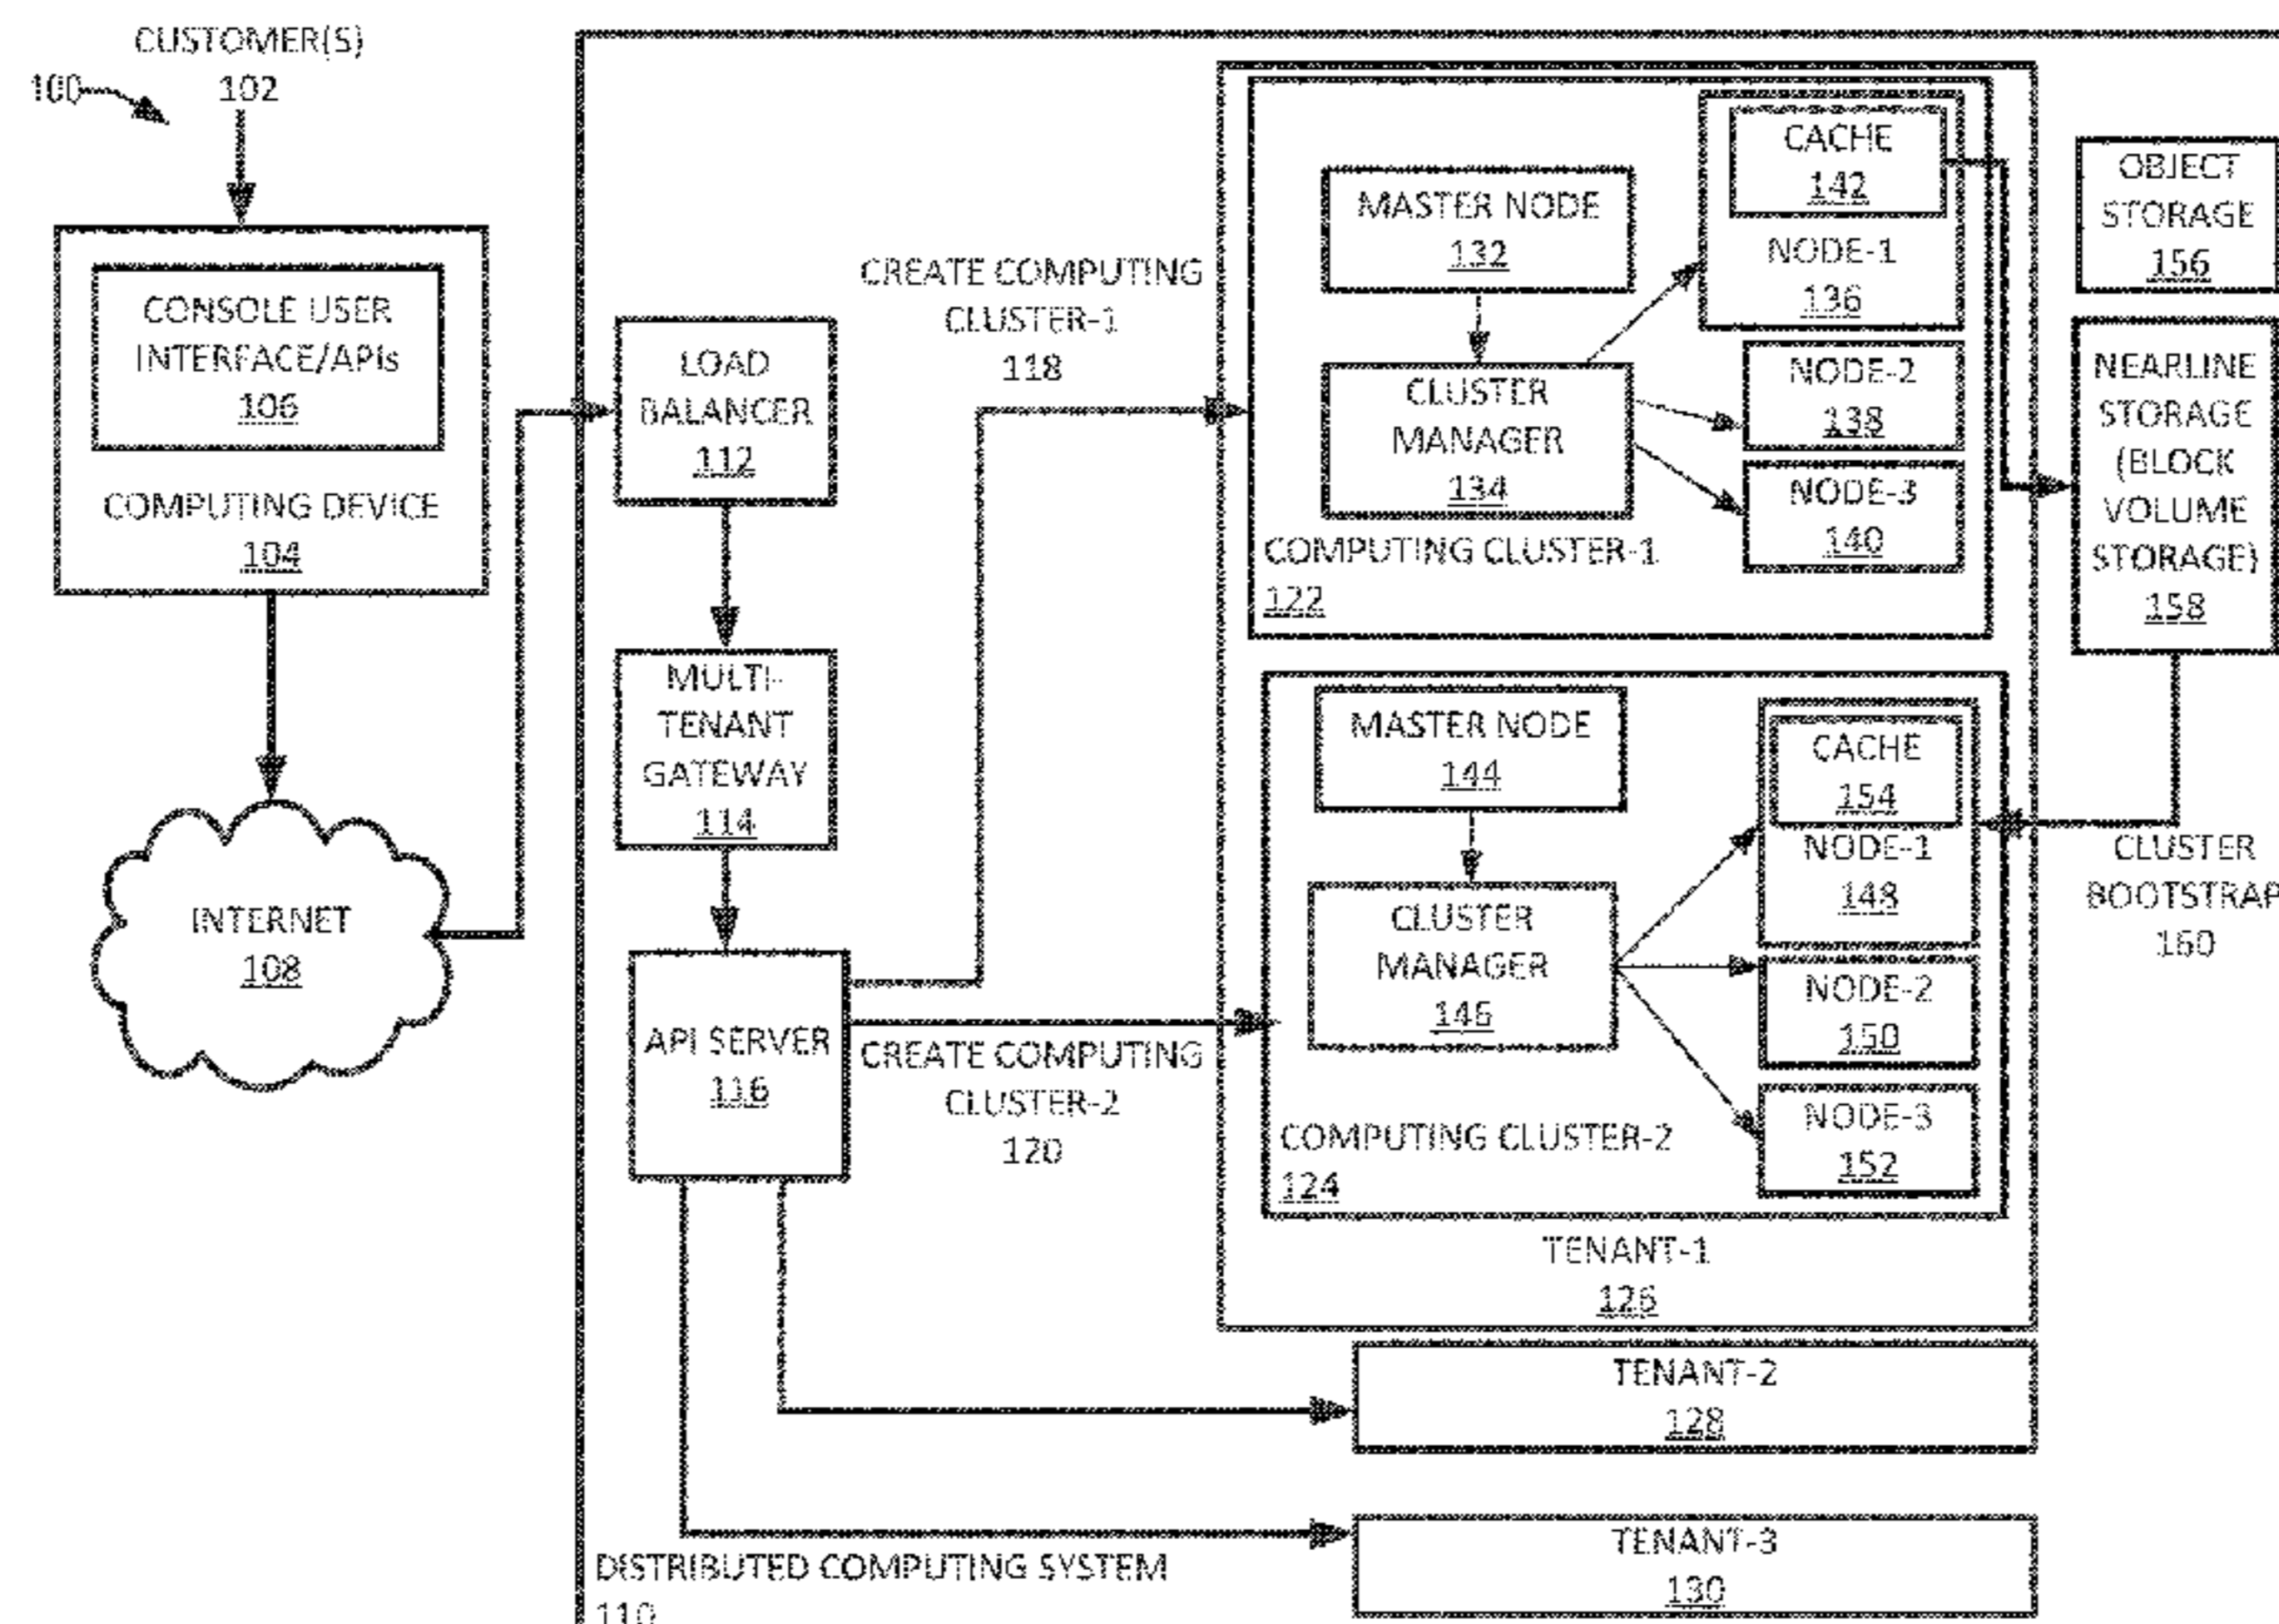 CUSTOMER(S)
102
100
CONSOLE USER
INTERFACE/APIs
106
COMPUTING DEVICE
104
INTERNET
108
LOAD
BALANCER
112
MULTI-
TENANT
GATEWAY
114
API SERVER
116
CREATE COMPUTING
CLUSTER-1
118
CREATE COMPUTING
CLUSTER-2
120
MASTER NODE
132
CLUSTER
MANAGER
134
CACHE
142
NODE-1
136
NODE-2
138
NODE-3
140
COMPUTING CLUSTER-1
122
MASTER NODE
144
CLUSTER
MANAGER
146
CACHE
154
NODE-1
148
NODE-2
150
NODE-3
152
COMPUTING CLUSTER-2
124
TENANT-1
126
TENANT-2
128
TENANT-3
130
OBJECT
STORAGE
156
NEARLINE
STORAGE
(BLOCK
VOLUME
STORAGE)
158
CLUSTER
BOOTSTRAP
160
DISTRIBUTED COMPUTING SYSTEM
110